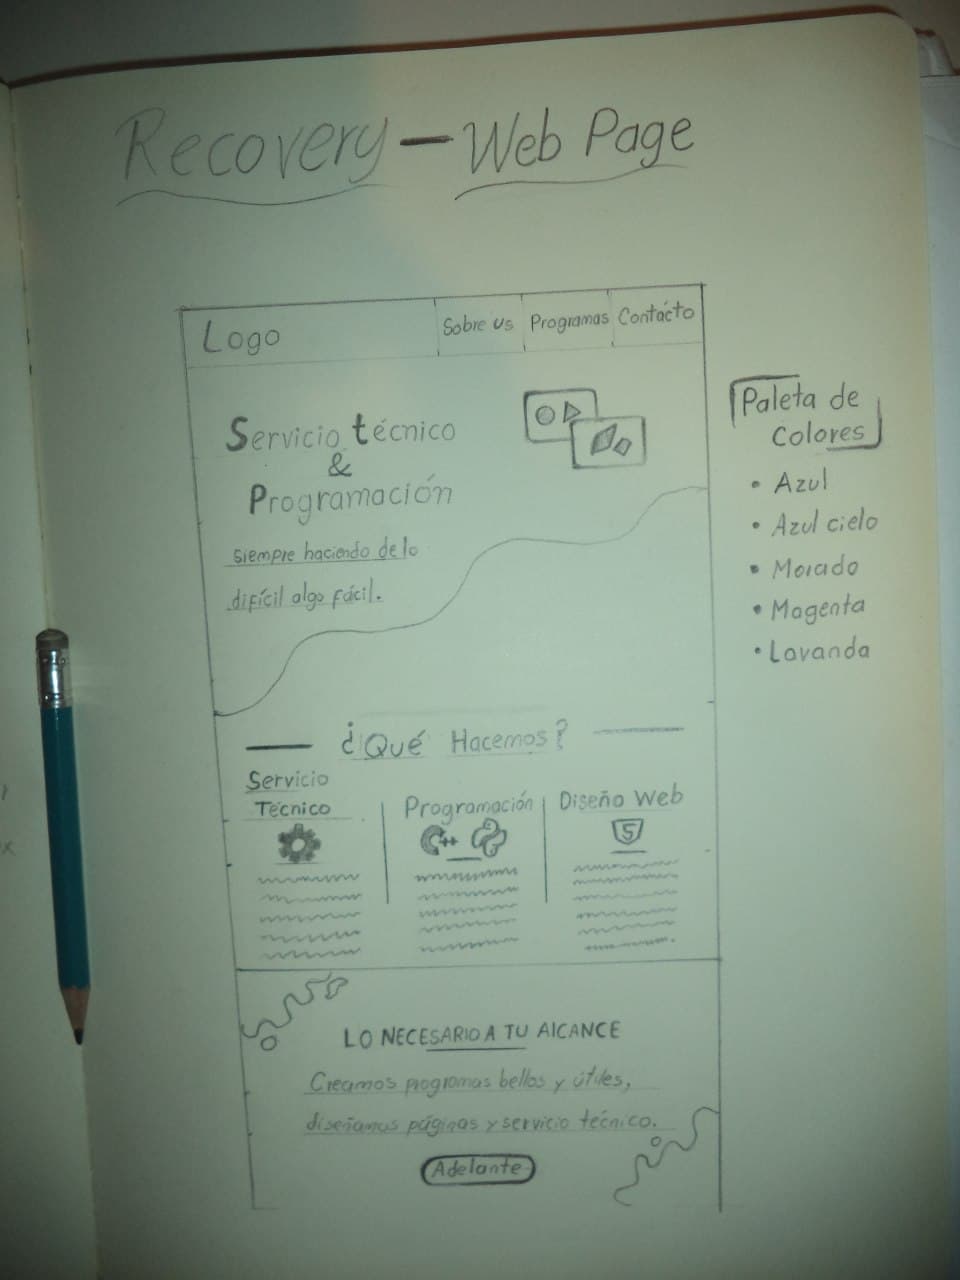 Recovery - Web Page
Logo
Sobre us
Programas
Contácto
Servicio técnico
&
Programación
siempre haciendo de lo
difícil algo fácil.
Paleta de
Colores
• Azul
• Azul cielo
• Morado
• Magenta
• Lavanda
¿Qué Hacemos?
Servicio
Técnico
Programación
C++
Diseño Web
5
LO NECESARIO A TU AlCANCE
Creamos programas bellos y útiles,
diseñamos páginas y servicio técnico.
Adelante